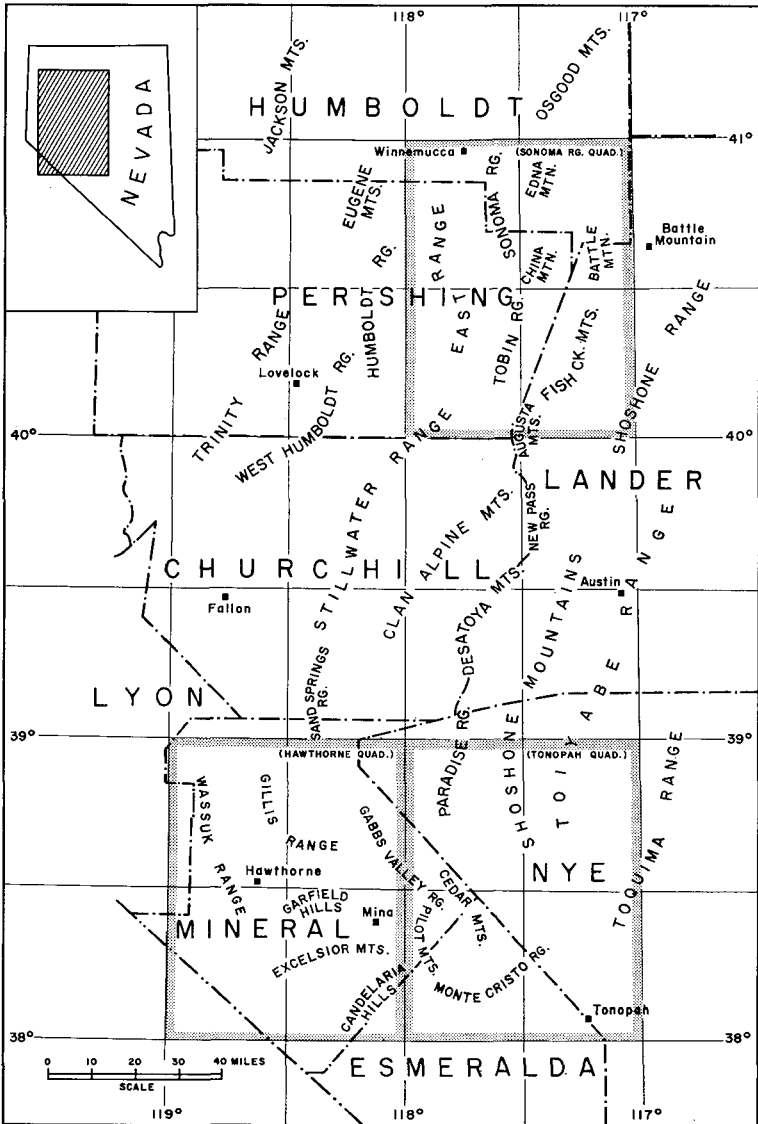 118°
117°
NEVADA
JACKSON MTS.
OSGOOD MTS.
HUMBOLDT
41°
Winnemucca
(SONOMA RG. QUAD.)
EUGENE MTS.
SONOMA RG.
EDNA MTN.
Battle Mountain
BATTLE MTN.
CHINA MTN.
EAST RANGE
HUMBOLDT RG.
PERSHING
TOBIN RG.
FISH CK. MTS.
SHOSHONE RANGE
TRINITY RANGE
Lovelock
WEST HUMBOLDT RG.
AUGUSTA MTS.
40°
40°
LANDER
STILLWATER RANGE
CLAN ALPINE MTS.
NEW PASS RG.
CHURCHILL
Fallon
DESATOYA MTS.
Austin
SHOSHONE MOUNTAINS
TOIYABE RANGE
LYON
SAND SPRINGS RG.
39°
39°
(HAWTHORNE QUAD.)
PARADISE RG.
(TONOPAH QUAD.)
WASSUK RANGE
GILLIS RANGE
GABBS VALLEY RG.
TOQUIMA RANGE
Hawthorne
CEDAR MTS.
NYE
GARFIELD HILLS
Mina
PILOT MTS.
MINERAL
EXCELSIOR MTS.
MONTE CRISTO RG.
CANDELARIA HILLS
Tonopah
38°
38°
0 10 20 30 40 MILES
SCALE
ESMERALDA
119°
118°
117°